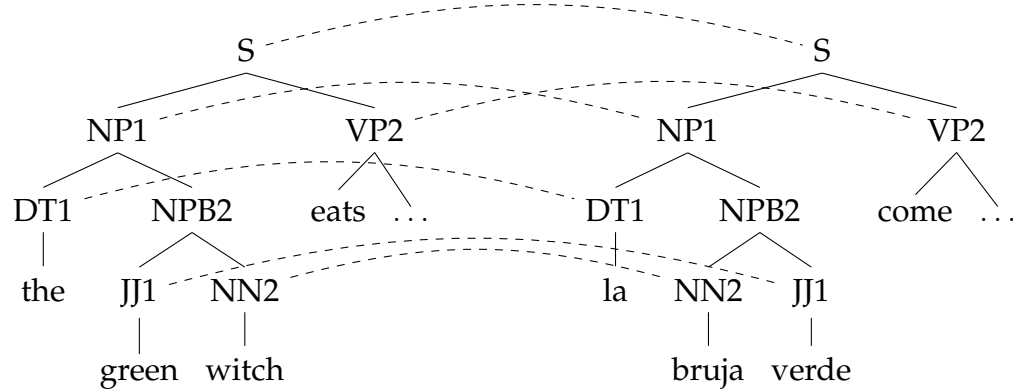 S S
NP1 VP2 NP1 VP2
DT1 NPB2 eats ... DT1 NPB2 come ...
the JJ1 NN2 la NN2 JJ1
green witch bruja verde